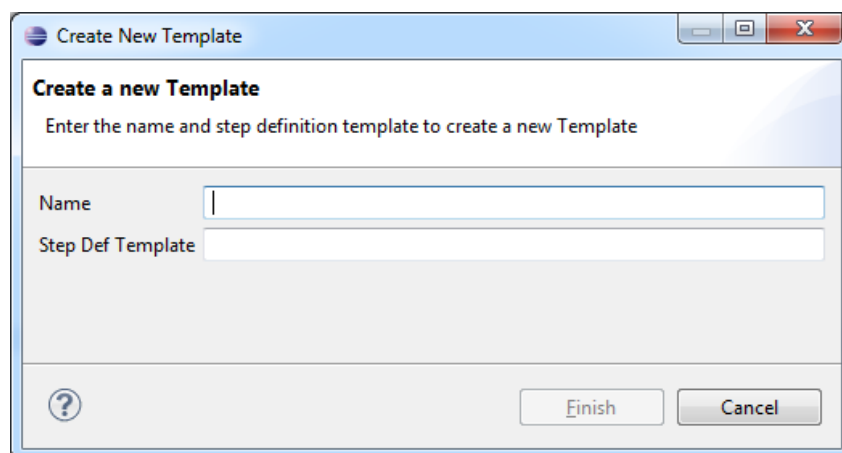 Create New Template
Create a new Template
Enter the name and step definition template to create a new Template
Name
Step Def Template
?
Finish
Cancel